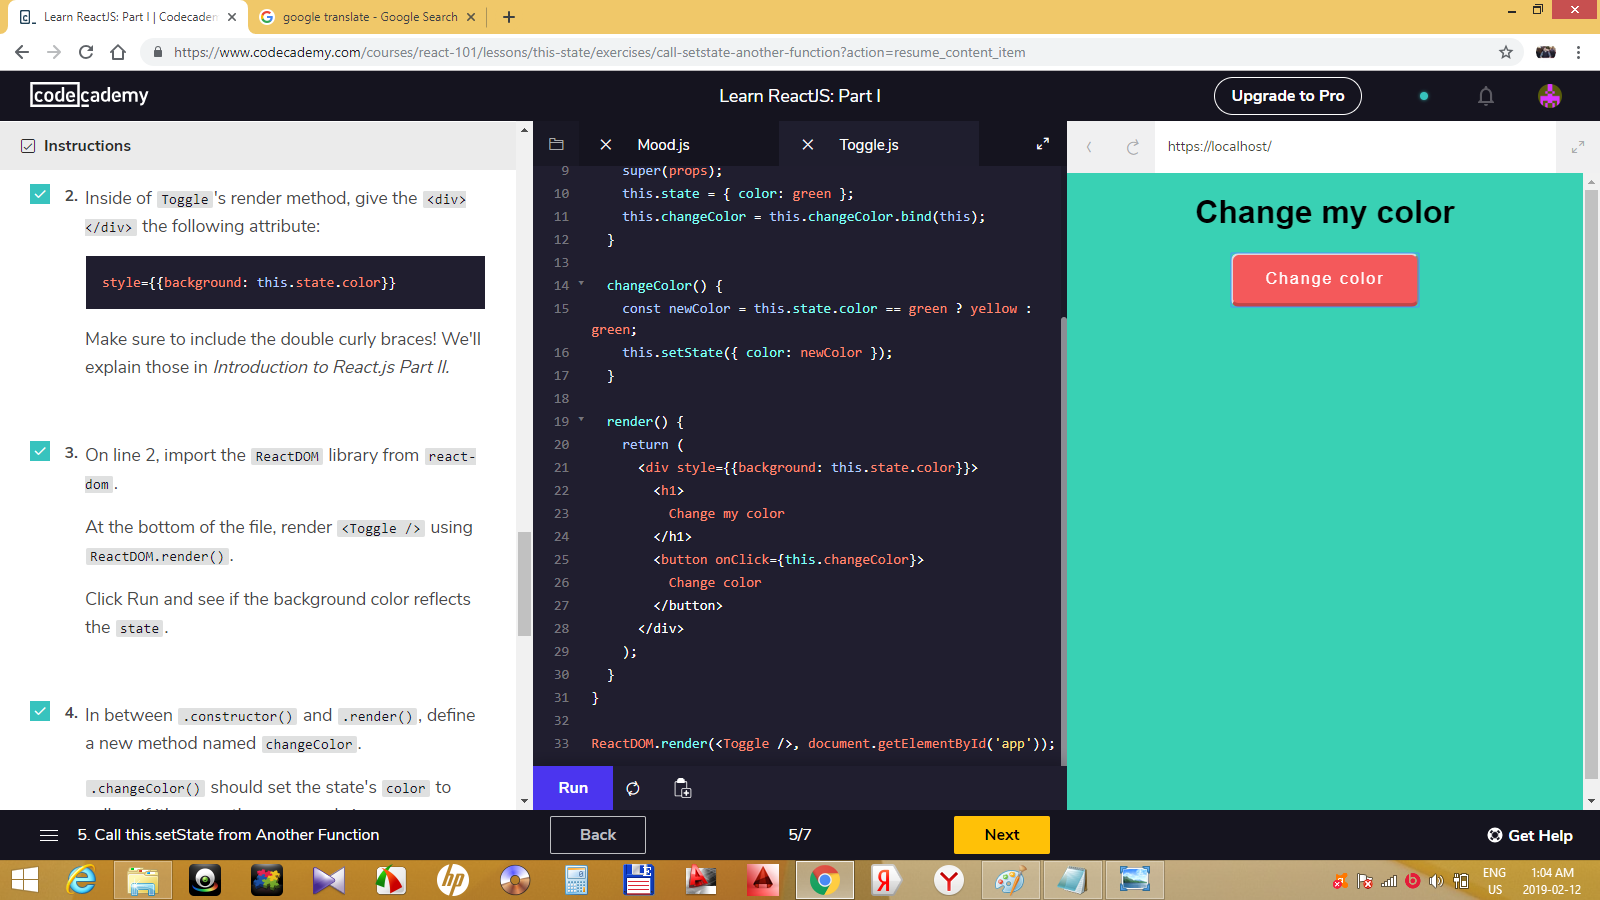 Learn ReactJS: Part I | Codecadem
google translate - Google Search
https://www.codecademy.com/courses/react-101/lessons/this-state/exercises/call-setstate-another-function?action=resume_content_item
codecademy
Learn ReactJS: Part I
Upgrade to Pro
Instructions
2. Inside of Toggle's render method, give the <div>
</div> the following attribute:
style={{background: this.state.color}}
Make sure to include the double curly braces! We'll
explain those in Introduction to React.js Part II.
3. On line 2, import the ReactDOM library from react-
dom.
At the bottom of the file, render <Toggle /> using
ReactDOM.render().
Click Run and see if the background color reflects
the state.
4. In between .constructor() and .render(), define
a new method named changeColor.
.changeColor() should set the state's color to
Mood.js
Toggle.js
9 super(props);
10 this.state = { color: green };
11 this.changeColor = this.changeColor.bind(this);
12 }
13
14 changeColor() {
15 const newColor = this.state.color == green ? yellow :
green;
16 this.setState({ color: newColor });
17 }
18
19 render() {
20 return (
21 <div style={{background: this.state.color}}>
22 <h1>
23 Change my color
24 </h1>
25 <button onClick={this.changeColor}>
26 Change color
27 </button>
28 </div>
29 );
30 }
31 }
32
33 ReactDOM.render(<Toggle />, document.getElementById('app'));
Run
https://localhost/
Change my color
Change color
5. Call this.setState from Another Function
Back
5/7
Next
Get Help
ENG
US
1:04 AM
2019-02-12